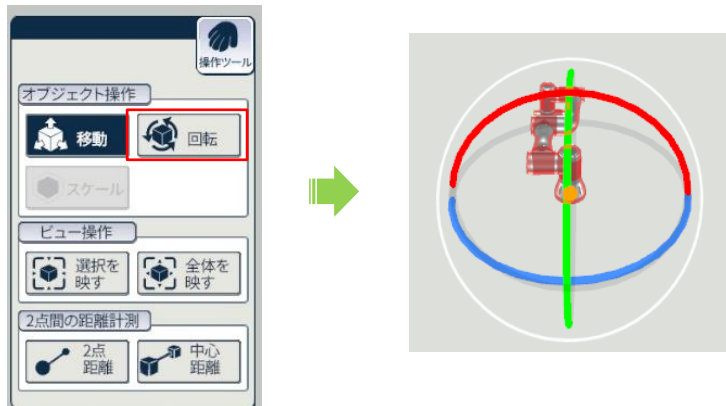 操作ツール
オブジェクト操作
移動
回転
スケール
ビュー操作
選択を
映す
全体を
映す
2点間の距離計測
2点
距離
中心
距離